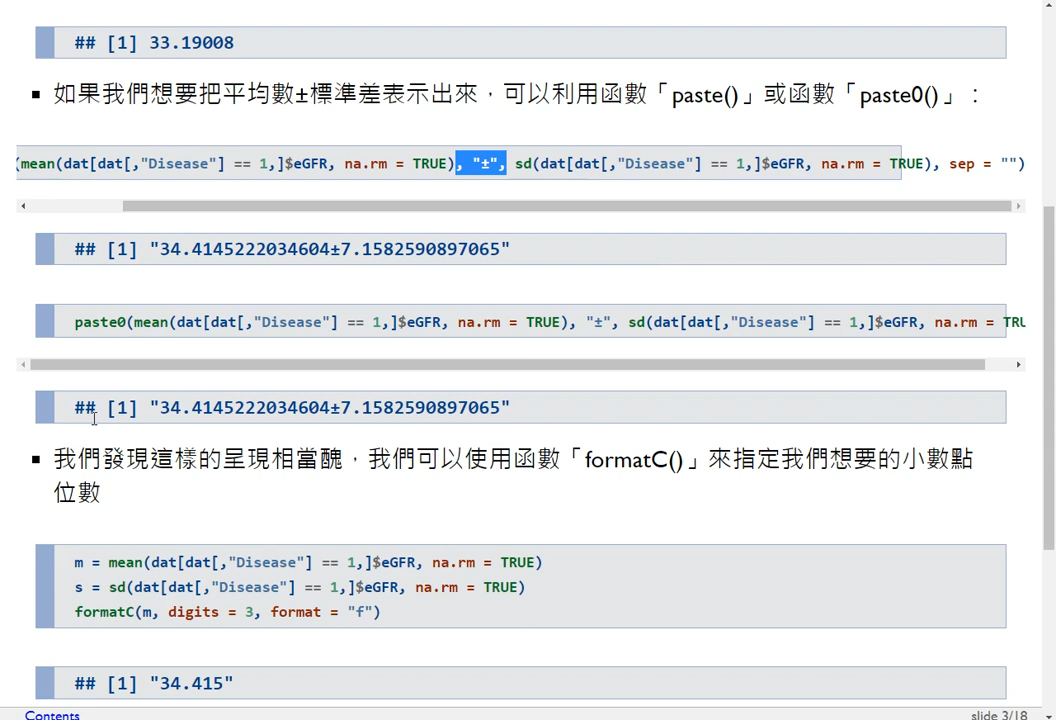 ## [1] 33.19008
▪ 如果我們想要把平均數±標準差表示出來，可以利用函數「paste()」或函數「paste0()」：
(mean(dat[dat[,"Disease"] == 1,]$eGFR, na.rm = TRUE), "±", sd(dat[dat[,"Disease"] == 1,]$eGFR, na.rm = TRUE), sep = "")
## [1] "34.4145222034604±7.1582590897065"
paste0(mean(dat[dat[,"Disease"] == 1,]$eGFR, na.rm = TRUE), "±", sd(dat[dat[,"Disease"] == 1,]$eGFR, na.rm = TRU
## [1] "34.4145222034604±7.1582590897065"
▪ 我們發現這樣的呈現相當醜，我們可以使用函數「formatC()」來指定我們想要的小數點
位數
m = mean(dat[dat[,"Disease"] == 1,]$eGFR, na.rm = TRUE)
s = sd(dat[dat[,"Disease"] == 1,]$eGFR, na.rm = TRUE)
formatC(m, digits = 3, format = "f")
## [1] "34.415"
Contents
slide 3/18